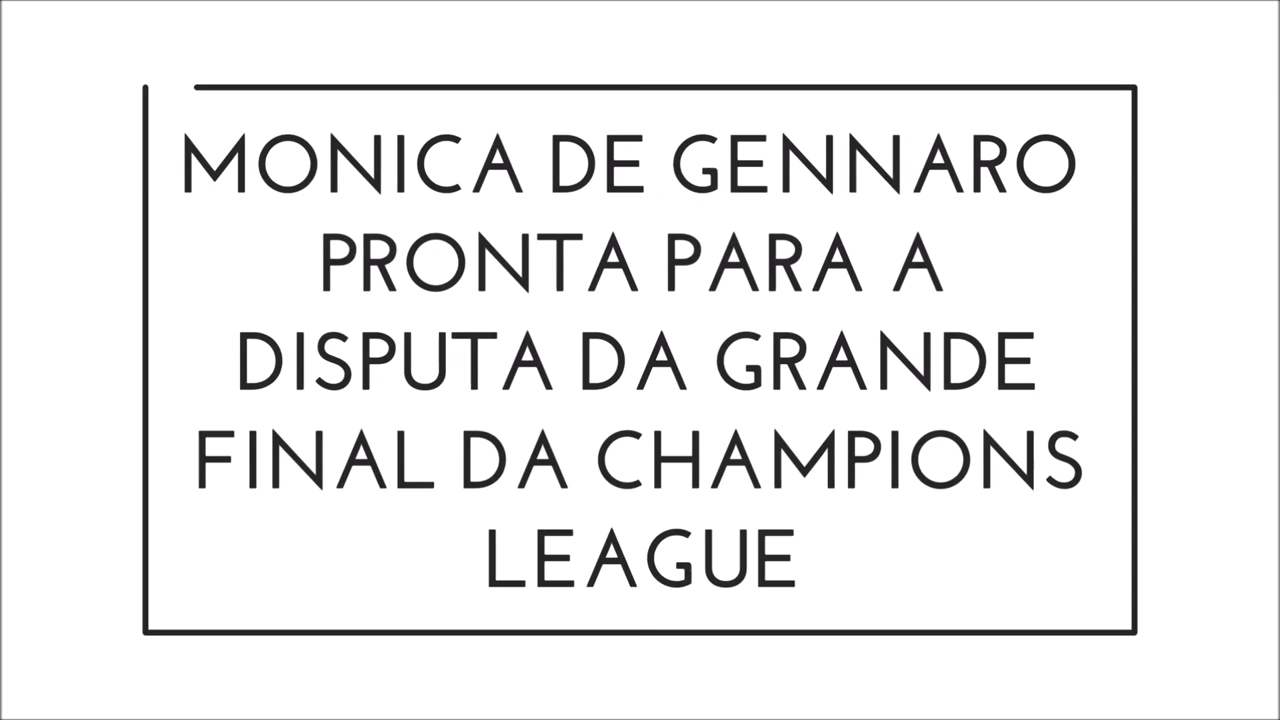 MONICA DE GENNARO
PRONTA PARA A
DISPUTA DA GRANDE
FINAL DA CHAMPIONS
LEAGUE